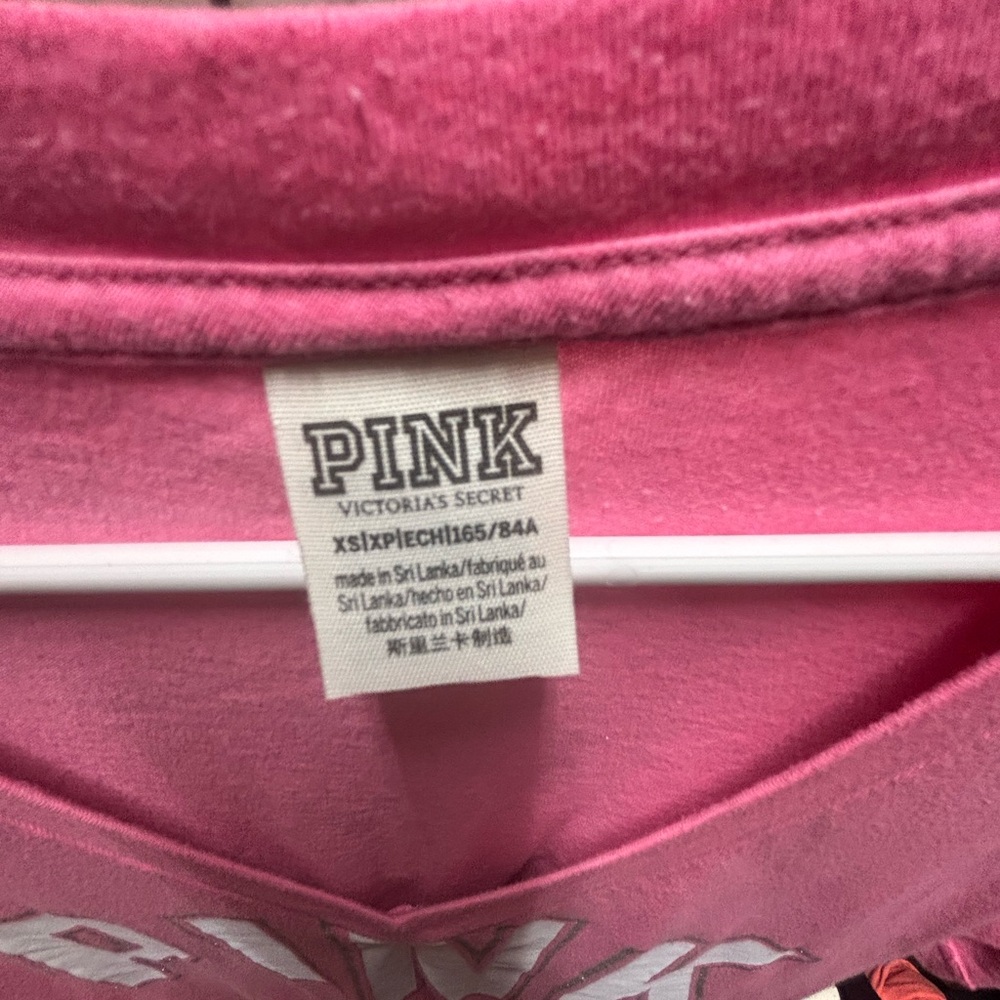 PINK
VICTORIA'S SECRET
XS|XP|ECH|165/84A
made in Sri Lanka/fabriqué au
Sri Lanka/hecho en Sri Lanka/
fabbricato in Sri Lanka/
斯里兰卡制造
PINK